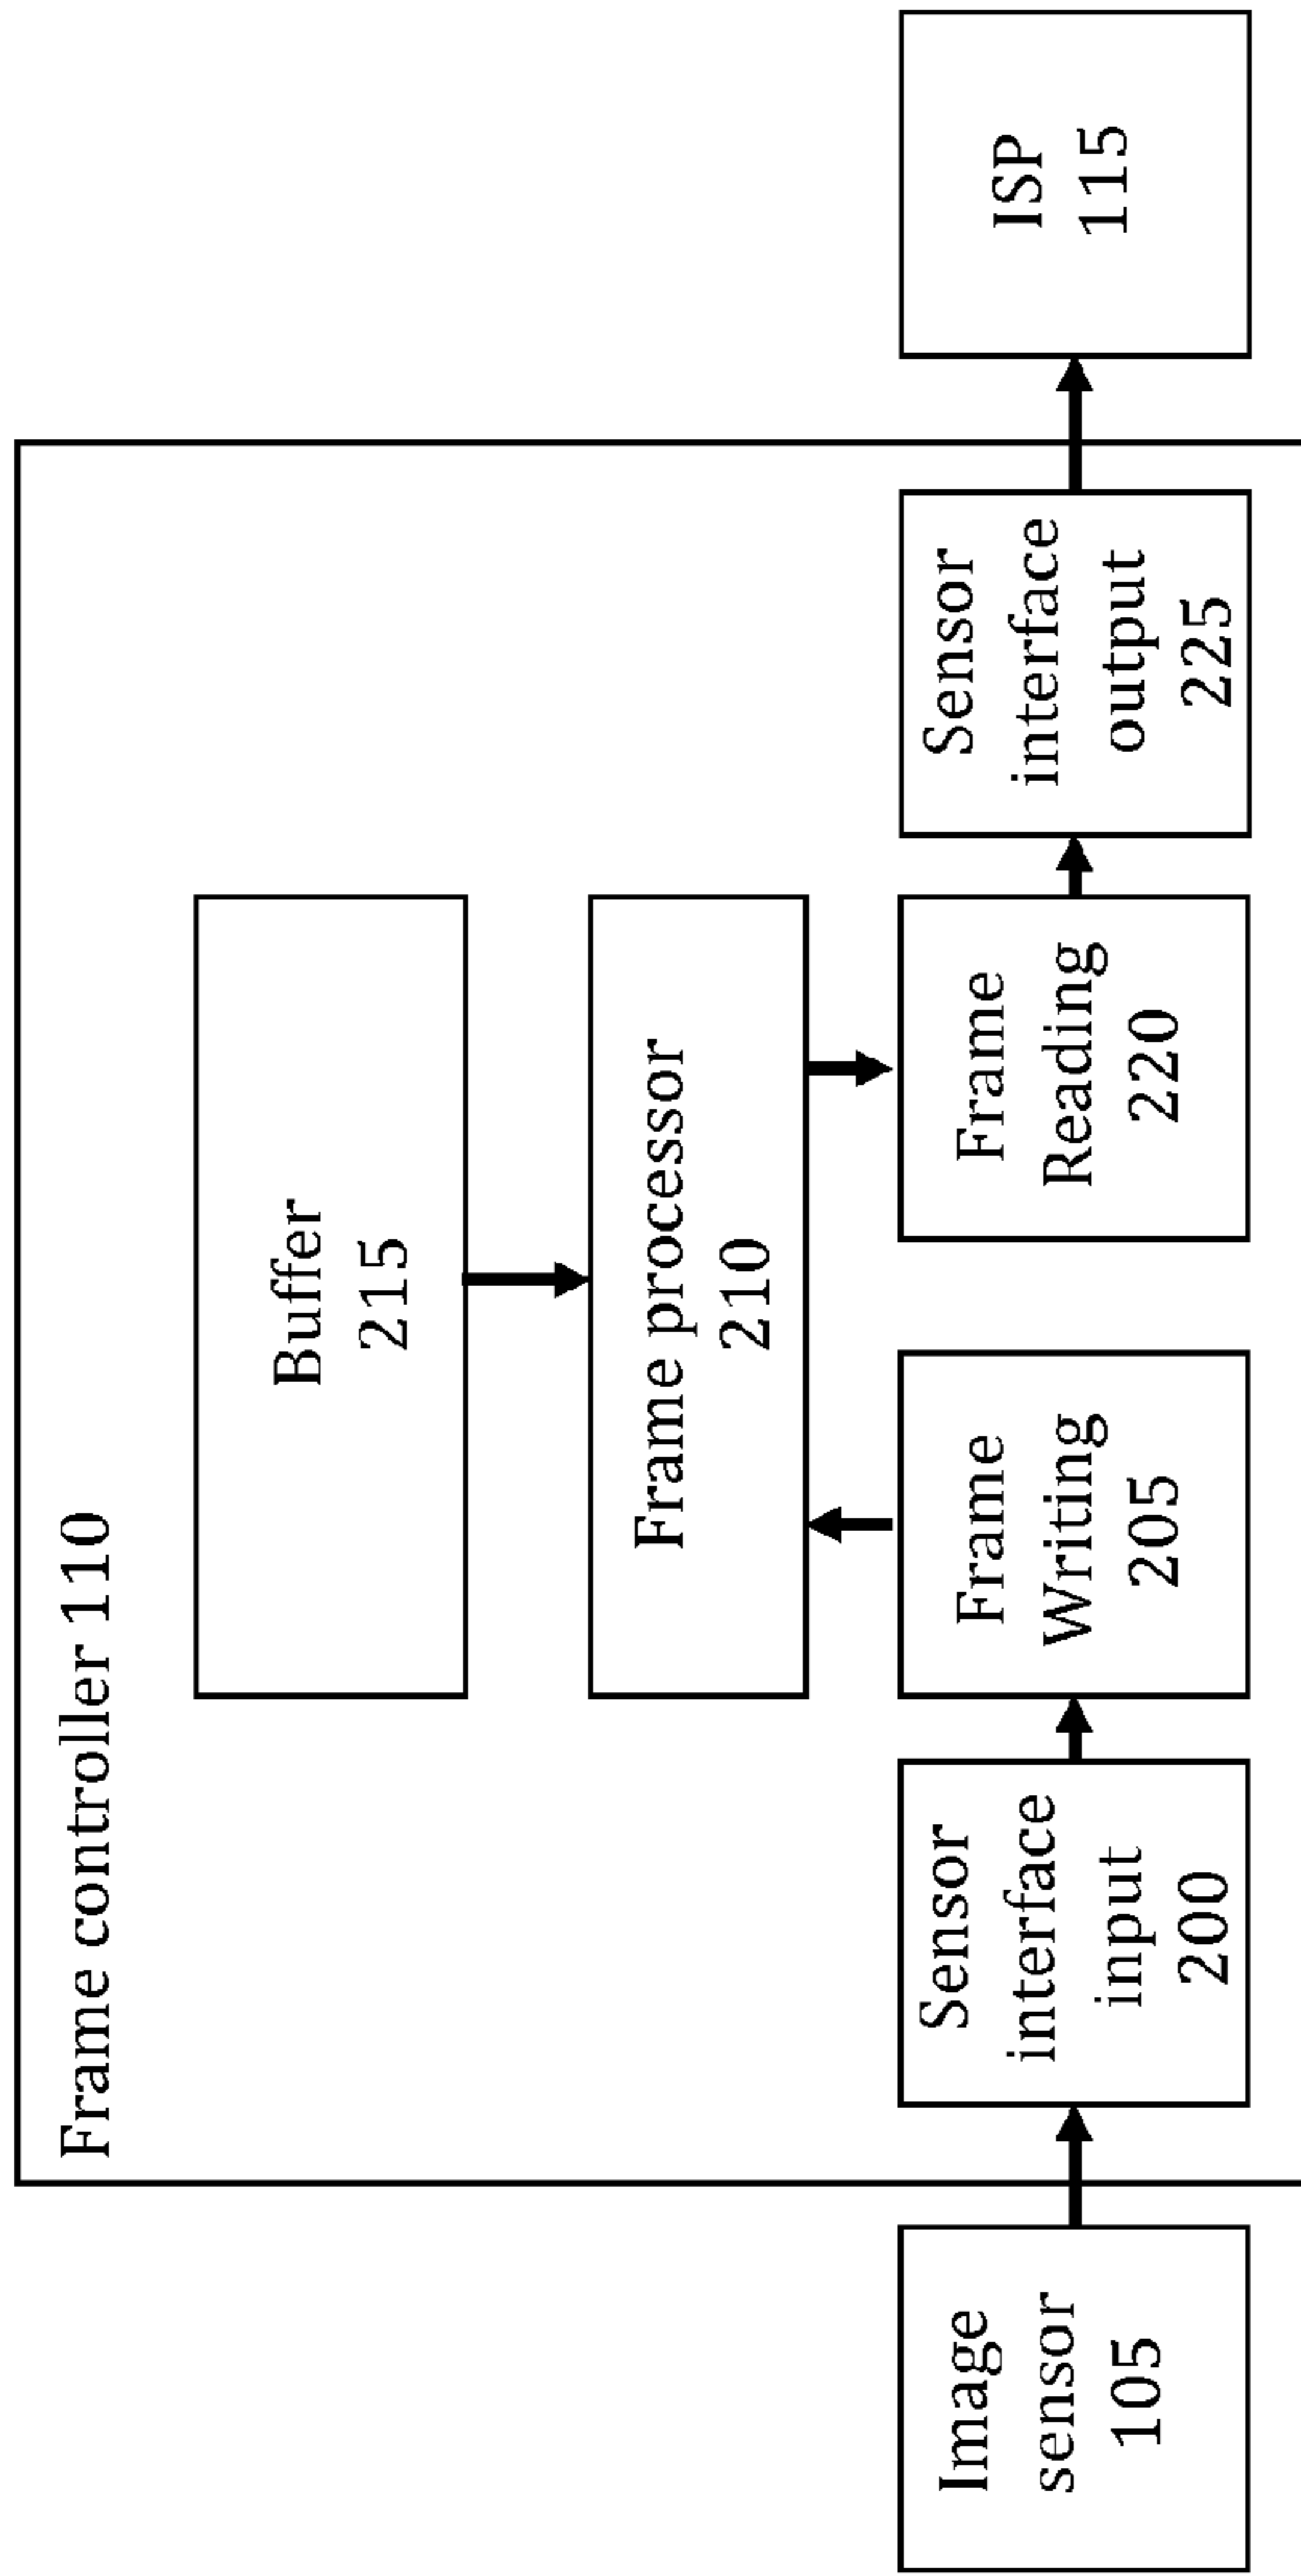 Frame controller 110
Buffer
215
Frame processor
210
Image
sensor
105
Sensor
interface
input
200
Frame
Writing
205
Frame
Reading
220
Sensor
interface
output
225
ISP
115